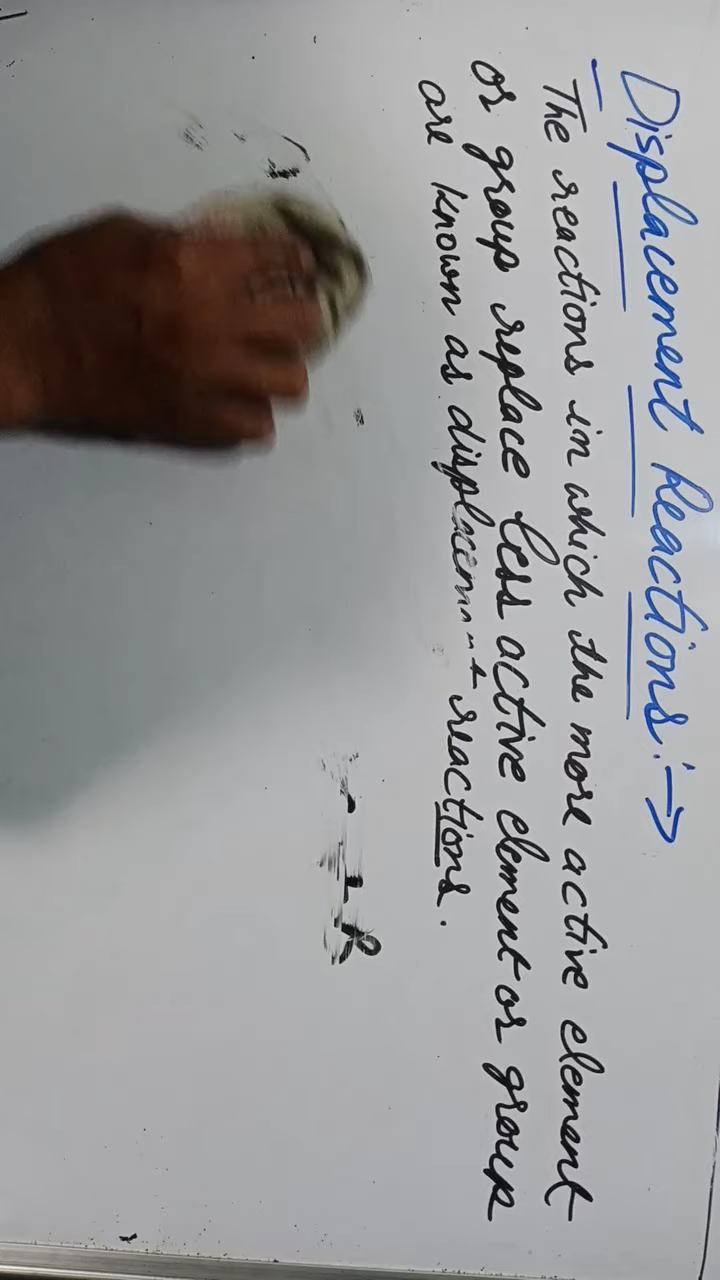 Displacement Reactions:→
The reactions in which the more active element
or group replace less active element or group
are known as displacement reactions.